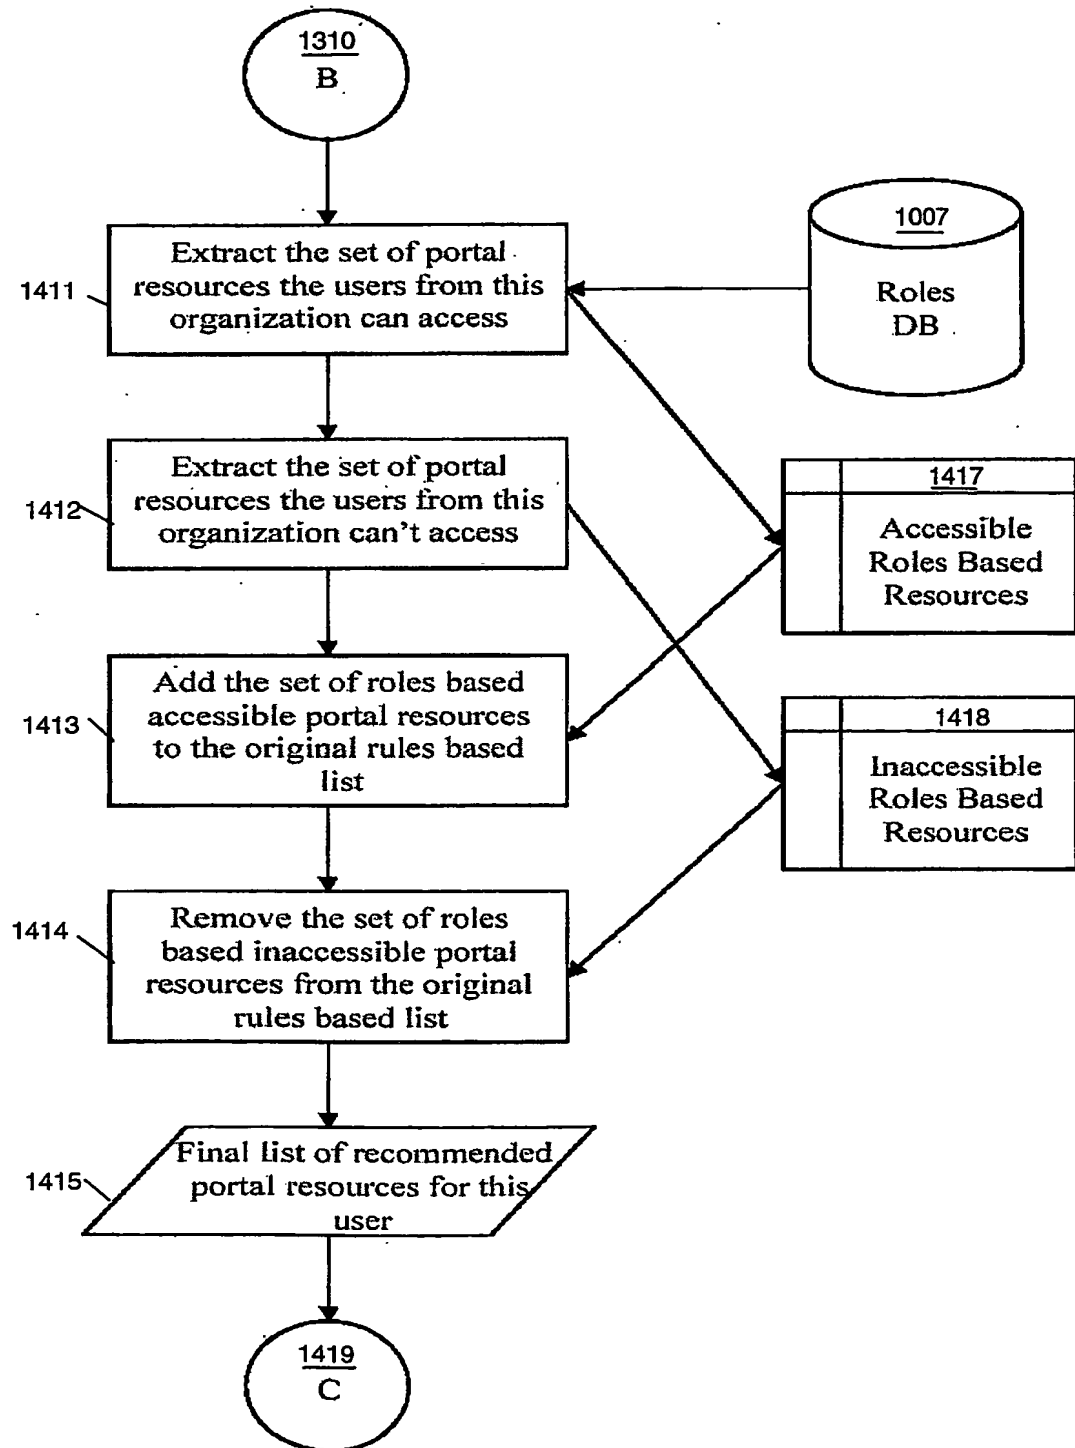 1310
B
1411
Extract the set of portal
resources the users from this
organization can access
1007
Roles
DB
1412
Extract the set of portal
resources the users from this
organization can't access
1417
Accessible
Roles Based
Resources
1413
Add the set of roles based
accessible portal resources
to the original rules based
list
1418
Inaccessible
Roles Based
Resources
1414
Remove the set of roles
based inaccessible portal
resources from the original
rules based list
1415
Final list of recommended
portal resources for this
user
1419
C